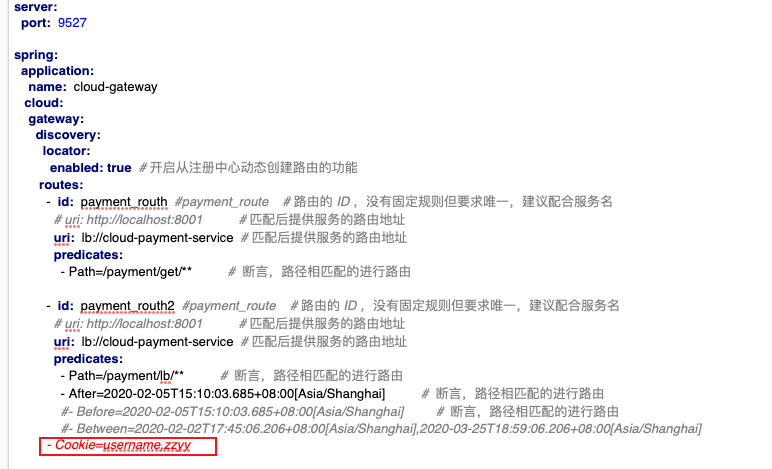 server:
port: 9527
spring:
application:
name: cloud-gateway
cloud:
gateway:
discovery:
locator:
enabled: true #开启从注册中心动态创建路由的功能
routes:
- id: payment_routh #payment_route #路由的ID，没有固定规则但要求唯一，建议配合服务名
# uri: http://localhost:8001 #匹配后提供服务的路由地址
uri: lb://cloud-payment-service #匹配后提供服务的路由地址
predicates:
- Path=/payment/get/** # 断言，路径相匹配的进行路由
- id: payment_routh2 #payment_route #路由的ID，没有固定规则但要求唯一，建议配合服务名
# uri: http://localhost:8001 #匹配后提供服务的路由地址
uri: lb://cloud-payment-service #匹配后提供服务的路由地址
predicates:
- Path=/payment/lb/** # 断言，路径相匹配的进行路由
- After=2020-02-05T15:10:03.685+08:00[Asia/Shanghai] # 断言，路径相匹配的进行路由
#- Before=2020-02-05T15:10:03.685+08:00[Asia/Shanghai] # 断言，路径相匹配的进行路由
#- Between=2020-02-02T17:45:06.206+08:00[Asia/Shanghai],2020-03-25T18:59:06.206+08:00[Asia/Shanghai]
- Cookie=username,zzyy